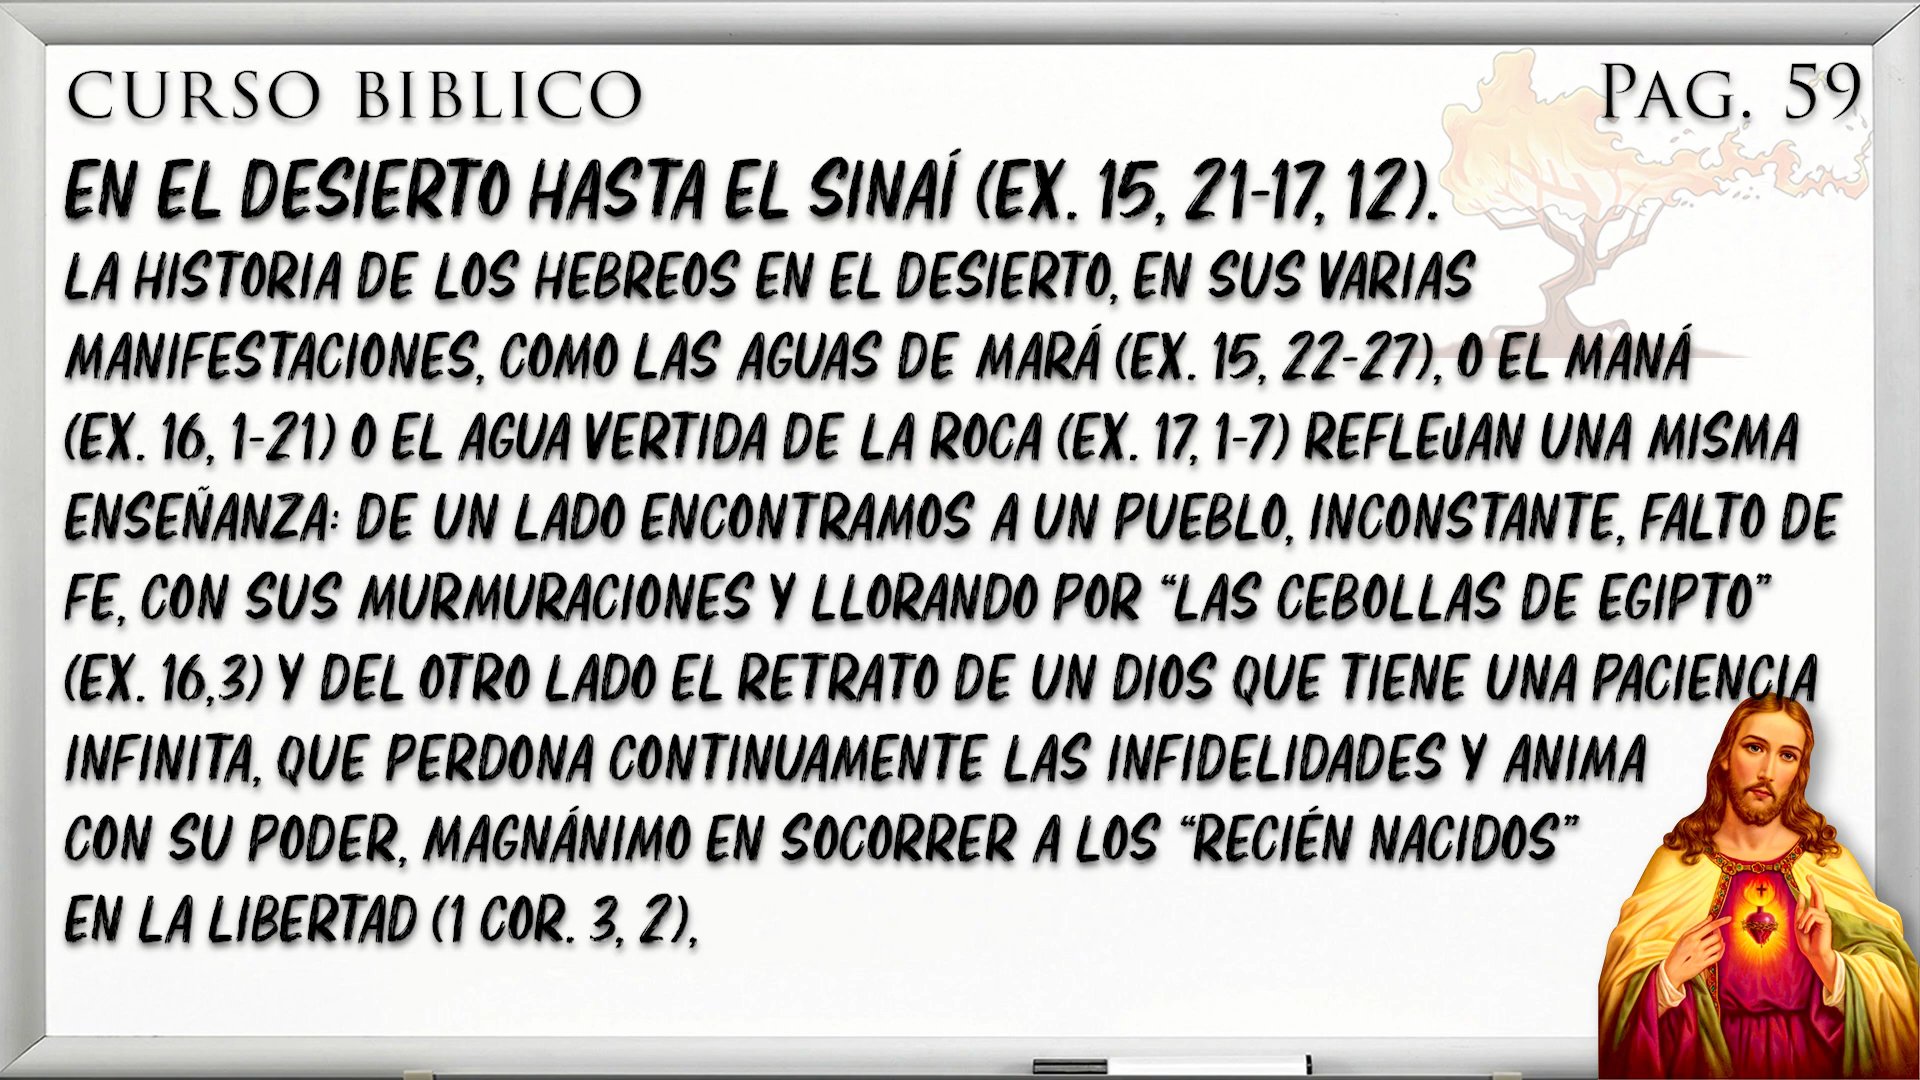 CURSO BIBLICO
PAG. 59
EN EL DESIERTO HASTA EL SINAÍ (EX. 15, 21-17, 12).
LA HISTORIA DE LOS HEBREOS EN EL DESIERTO, EN SUS VARIAS
MANIFESTACIONES, COMO LAS AGUAS DE MARÁ (EX. 15, 22-27), O EL MANÁ
(EX. 16, 1-21) O EL AGUA VERTIDA DE LA ROCA (EX. 17, 1-7) REFLEJAN UNA MISMA
ENSEÑANZA: DE UN LADO ENCONTRAMOS A UN PUEBLO, INCONSTANTE, FALTO DE
FE, CON SUS MURMURACIONES Y LLORANDO POR “LAS CEBOLLAS DE EGIPTO”
(EX. 16,3) Y DEL OTRO LADO EL RETRATO DE UN DIOS QUE TIENE UNA PACIENCIA
INFINITA, QUE PERDONA CONTINUAMENTE LAS INFIDELIDADES Y ANIMA
CON SU PODER, MAGNÁNIMO EN SOCORRER A LOS “RECIÉN NACIDOS”
EN LA LIBERTAD (1 COR. 3, 2),